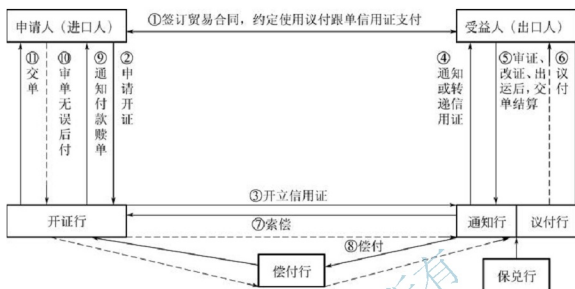 ①签订贸易合同，约定使用议付跟单信用证支付
申请人（进口人）
受益人（出口人）
⑪交单
⑩审单无误后付
⑨通知付款赎单
②申请开证
④通知或转递信用证
⑤审证、改证、出运后，交单结算
⑥议付
③开立信用证
开证行
⑦索偿
通知行
议付行
⑧偿付
偿付行
保兑行
所有